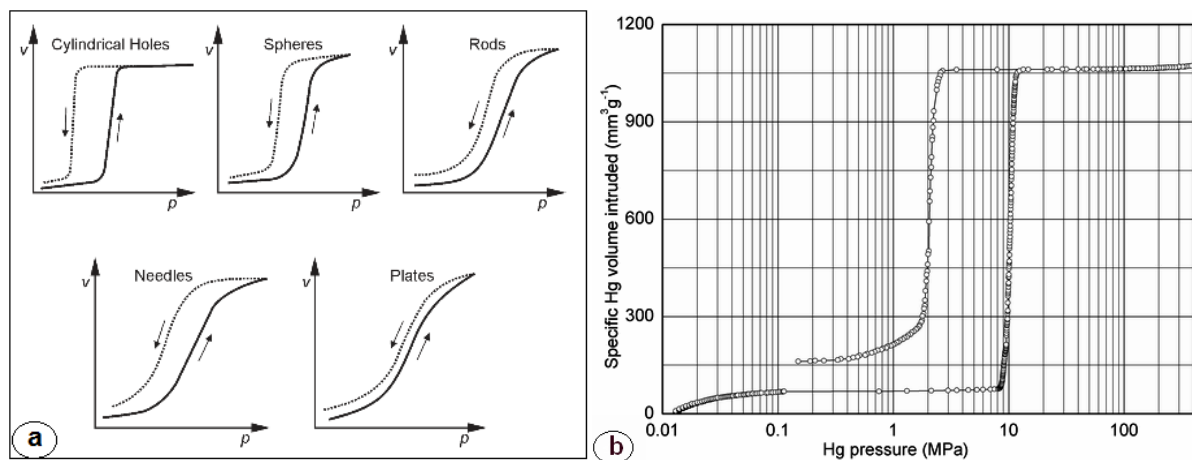 Cylindrical Holes
v
p
Spheres
v
p
Rods
v
p
Needles
v
p
Plates
v
p
a
Specific Hg volume intruded (mm³g⁻¹)
1200
900
600
300
0
0.01 0.1 1 10 100
Hg pressure (MPa)
b